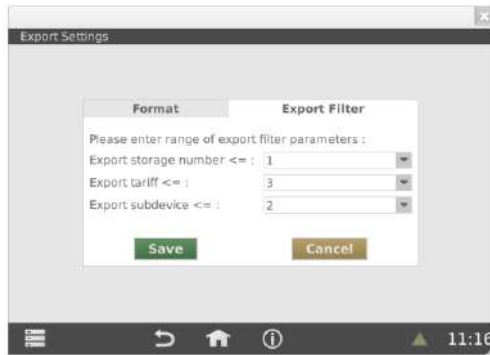 Export Settings
Format
Export Filter
Please enter range of export filter parameters :
Export storage number <= : 1
Export tariff <= : 3
Export subdevice <= : 2
Save
Cancel
11:16